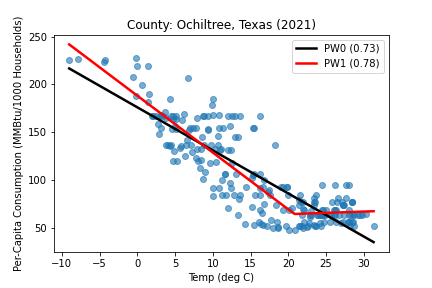 County: Ochiltree, Texas (2021)
PW0 (0.73)
PW1 (0.78)
Per-Capita Consumption (MMBtu/1000 Households)
250
200
150
100
50
−10 −5 0 5 10 15 20 25 30
Temp (deg C)